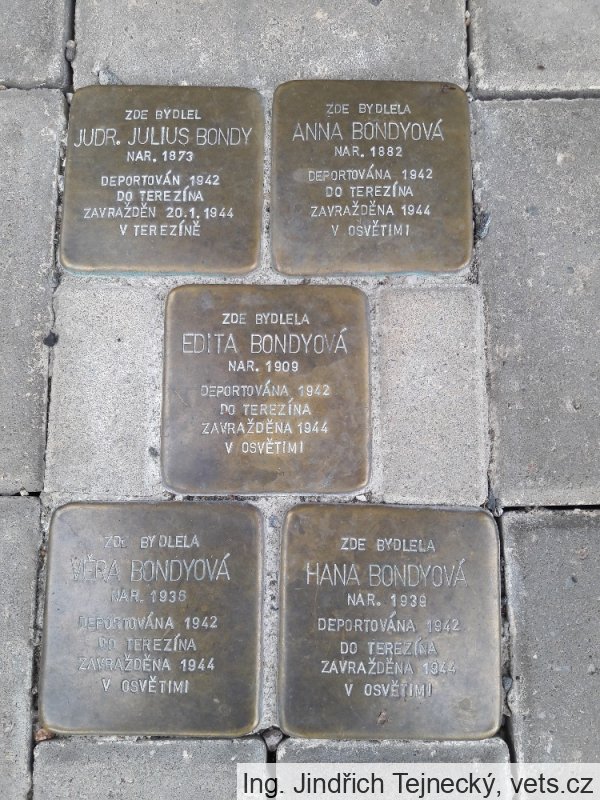 ZDE BYDLEL
JUDR. JULIUS BONDY
NAR. 1873
DEPORTOVÁN 1942
DO TEREZÍNA
ZAVRAŽDĚN 20.1.1944
V TEREZÍNĚ
ZDE BYDLELA
ANNA BONDYOVÁ
NAR. 1882
DEPORTOVÁNA 1942
DO TEREZÍNA
ZAVRAŽDĚNA 1944
V OSVĚTIMI
ZDE BYDLELA
EDITA BONDYOVÁ
NAR. 1909
DEPORTOVÁNA 1942
DO TEREZÍNA
ZAVRAŽDĚNA 1944
V OSVĚTIMI
ZDE BYDLELA
VĚRA BONDYOVÁ
NAR. 1936
DEPORTOVÁNA 1942
DO TEREZÍNA
ZAVRAŽDĚNA 1944
V OSVĚTIMI
ZDE BYDLELA
HANA BONDYOVÁ
NAR. 1939
DEPORTOVÁNA 1942
DO TEREZÍNA
ZAVRAŽDĚNA 1944
V OSVĚTIMI
Ing. Jindřich Tejnecký, vets.cz